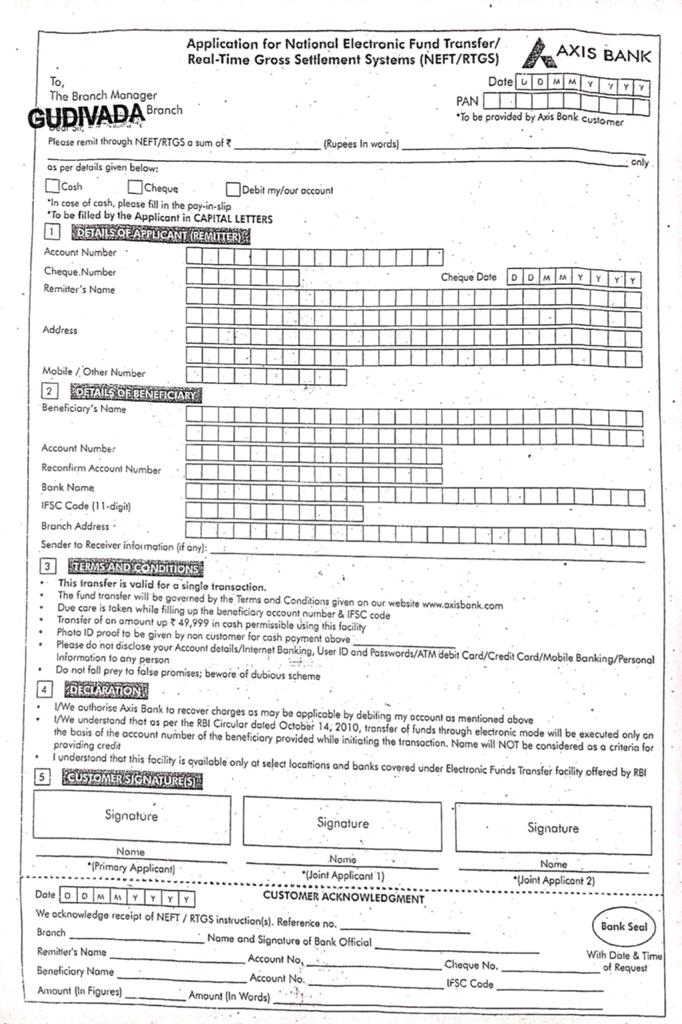 Application for National Electronic Fund Transfer/
Real-Time Gross Settlement Systems (NEFT/RTGS)
AXIS BANK
To,
The Branch Manager
GUDIVADA Branch
Date D D M M Y Y Y Y
PAN
*To be provided by Axis Bank customer
Dear Sir,
Please remit through NEFT/RTGS a sum of ₹ (Rupees In words)
only
as per details given below:
Cash Cheque Debit my/our account
*In case of cash, please fill in the pay-in-slip
*To be filled by the Applicant in CAPITAL LETTERS
1 DETAILS OF APPLICANT (REMITTER)
Account Number
Cheque Number Cheque Date D D M M Y Y Y Y
Remitter's Name
Address
Mobile / Other Number
2 DETAILS OF BENEFICIARY
Beneficiary's Name
Account Number
Reconfirm Account Number
Bank Name
IFSC Code (11-digit)
Branch Address
Sender to Receiver information (if any):
3 TERMS AND CONDITIONS
• This transfer is valid for a single transaction.
• The fund transfer will be governed by the Terms and Conditions given on our website www.axisbank.com
• Due care is taken while filling up the beneficiary account number & IFSC code
• Transfer of an amount up ₹ 49,999 in cash permissible using this facility
• Photo ID proof to be given by non customer for cash payment above
• Please do not disclose your Account details/Internet Banking, User ID and Passwords/ATM debit Card/Credit Card/Mobile Banking/Personal
Information to any person
• Do not fall prey to false promises; beware of dubious scheme
4 DECLARATION
• I/We authorise Axis Bank to recover charges as may be applicable by debiting my account as mentioned above
• I/We understand that as per the RBI Circular dated October 14, 2010, transfer of funds through electronic mode will be executed only on
the basis of the account number of the beneficiary provided while initiating the transaction. Name will NOT be considered as a criteria for
providing credit
• I understand that this facility is available only at select locattions and banks covered under Electronic Funds Transfer facility offered by RBI
5 CUSTOMER SIGNATURE(S)
Signature Signature Signature
Name Name Name
*(Primary Applicant) *(Joint Applicant 1) *(Joint Applicant 2)
Date D D M M Y Y Y Y CUSTOMER ACKNOWLEDGMENT
We acknowledge receipt of NEFT / RTGS instruction(s). Reference no.
Bank Seal
Branch Name and Signature of Bank Official
With Date & Time
of Request
Remitter's Name Account No. Cheque No.
Beneficiary Name Account No. IFSC Code
Amount (In Figures) Amount (In Words)